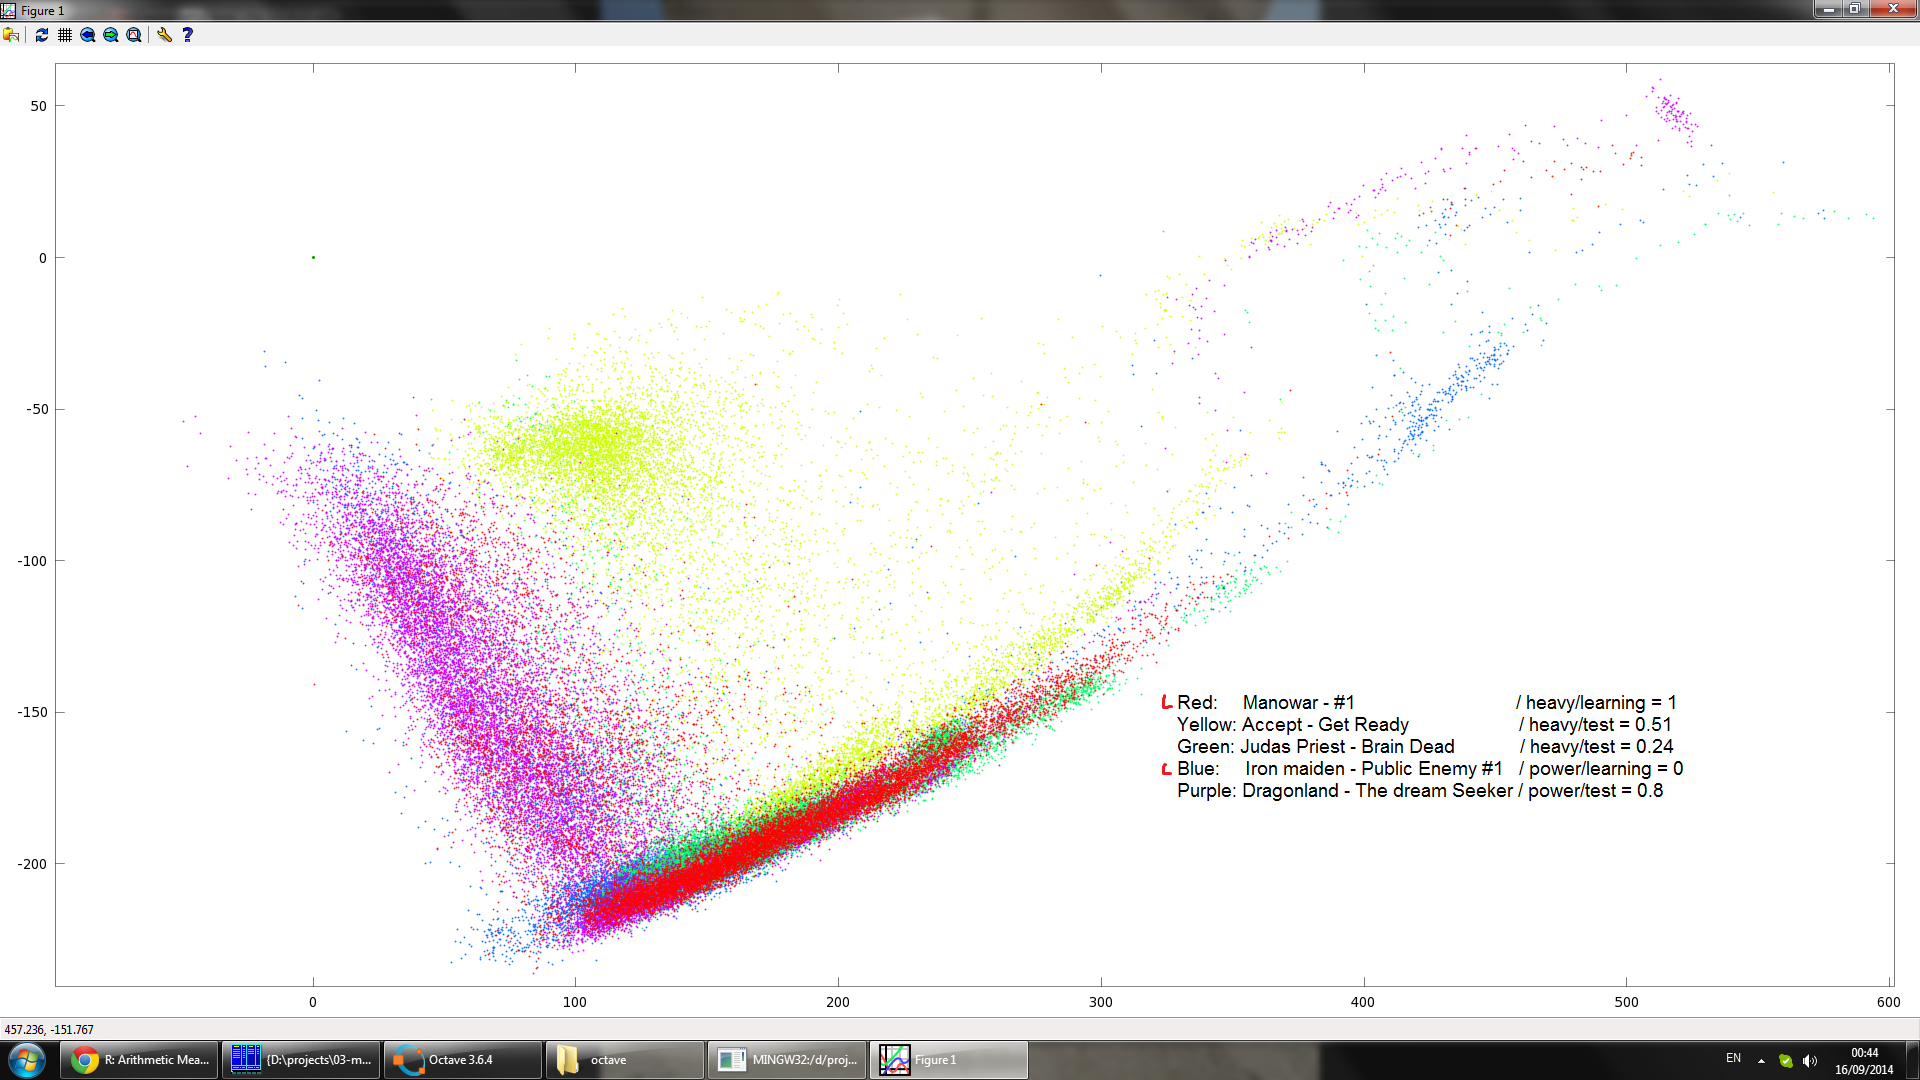 Figure 1
50
0
-50
-100
-150
-200
0 100 200 300 400 500 600
Red: Manowar - #1 / heavy/learning = 1
Yellow: Accept - Get Ready / heavy/test = 0.51
Green: Judas Priest - Brain Dead / heavy/test = 0.24
Blue: Iron maiden - Public Enemy #1 / power/learning = 0
Purple: Dragonland - The dream Seeker / power/test = 0.8
457.236, -151.767
R: Arithmetic Mea...
{D:\projects\03-m...
Octave 3.6.4
octave
MINGW32:/d/proj...
Figure 1
EN
00:44
16/09/2014